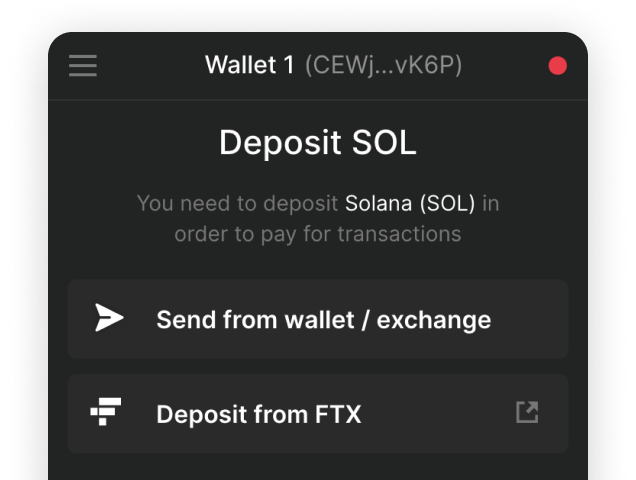 Wallet 1 (CEWj...vK6P)
Deposit SOL
You need to deposit Solana (SOL) in
order to pay for transactions
Send from wallet / exchange
Deposit from FTX